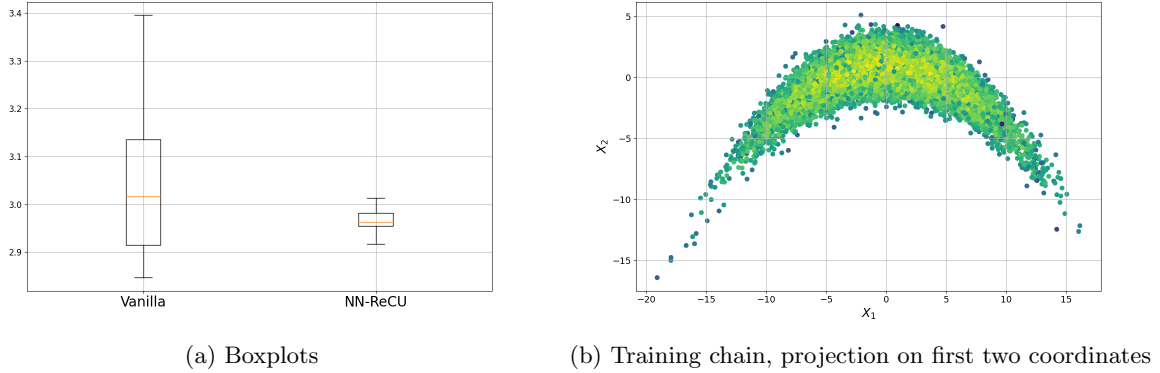 3.4
3.3
3.2
3.1
3.0
2.9
Vanilla
NN-ReCU
(a) Boxplots
5
0
−5
−10
−15
X₂
−20 −15 −10 −5 0 5 10 15
X₁
(b) Training chain, projection on first two coordinates